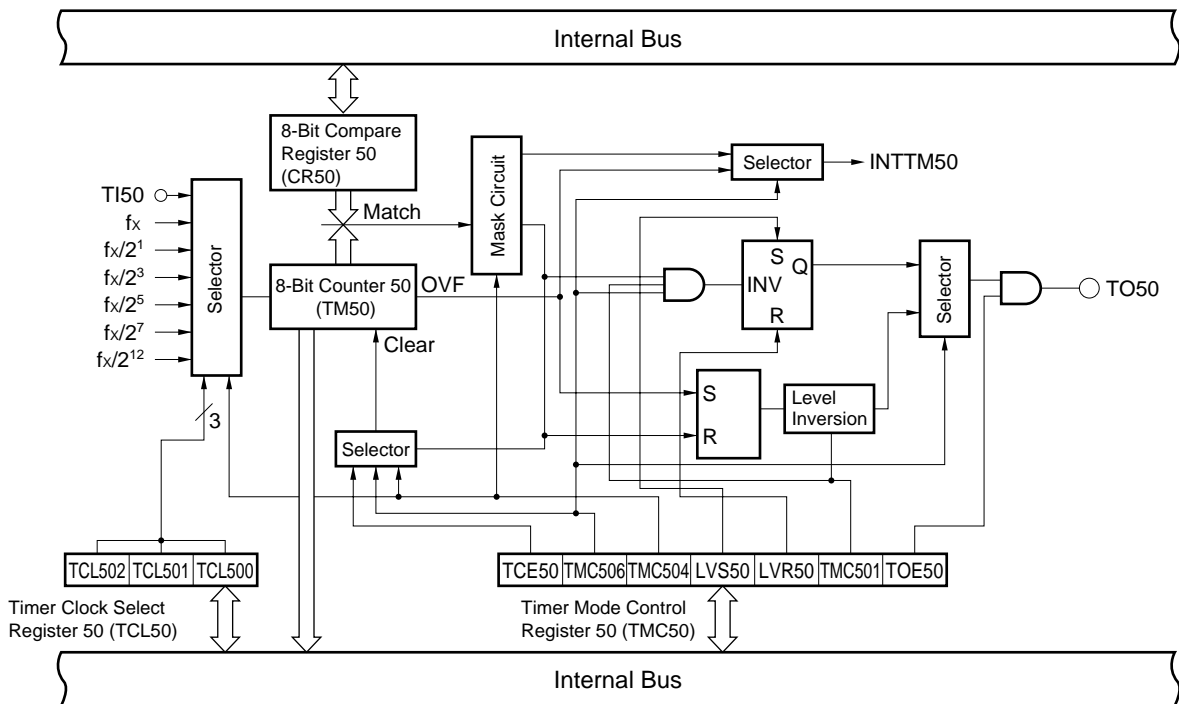 Internal Bus
8-Bit Compare
Register 50
(CR50)
Mask Circuit
Selector
INTTM50
TI50
fx
fx/2¹
fx/2³
fx/2⁵
fx/2⁷
fx/2¹²
Selector
Match
8-Bit Counter 50
(TM50)
OVF
Clear
S
INV
Q
R
Selector
TO50
3
Selector
S
R
Level
Inversion
TCL502 TCL501 TCL500
TCE50 TMC506 TMC504 LVS50 LVR50 TMC501 TOE50
Timer Clock Select
Register 50 (TCL50)
Timer Mode Control
Register 50 (TMC50)
Internal Bus